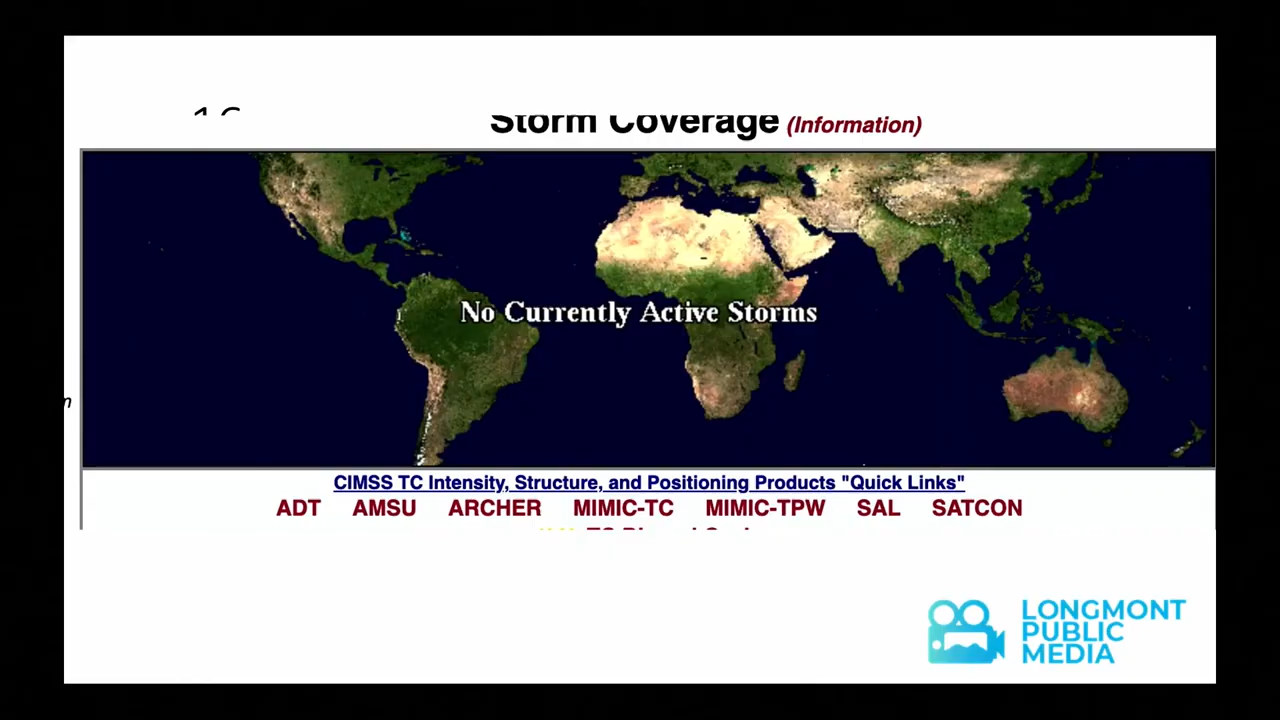 Storm Coverage (Information)
No Currently Active Storms
CIMSS TC Intensity, Structure, and Positioning Products "Quick Links"
ADT AMSU ARCHER MIMIC-TC MIMIC-TPW SAL SATCON
LONGMONT
PUBLIC
MEDIA